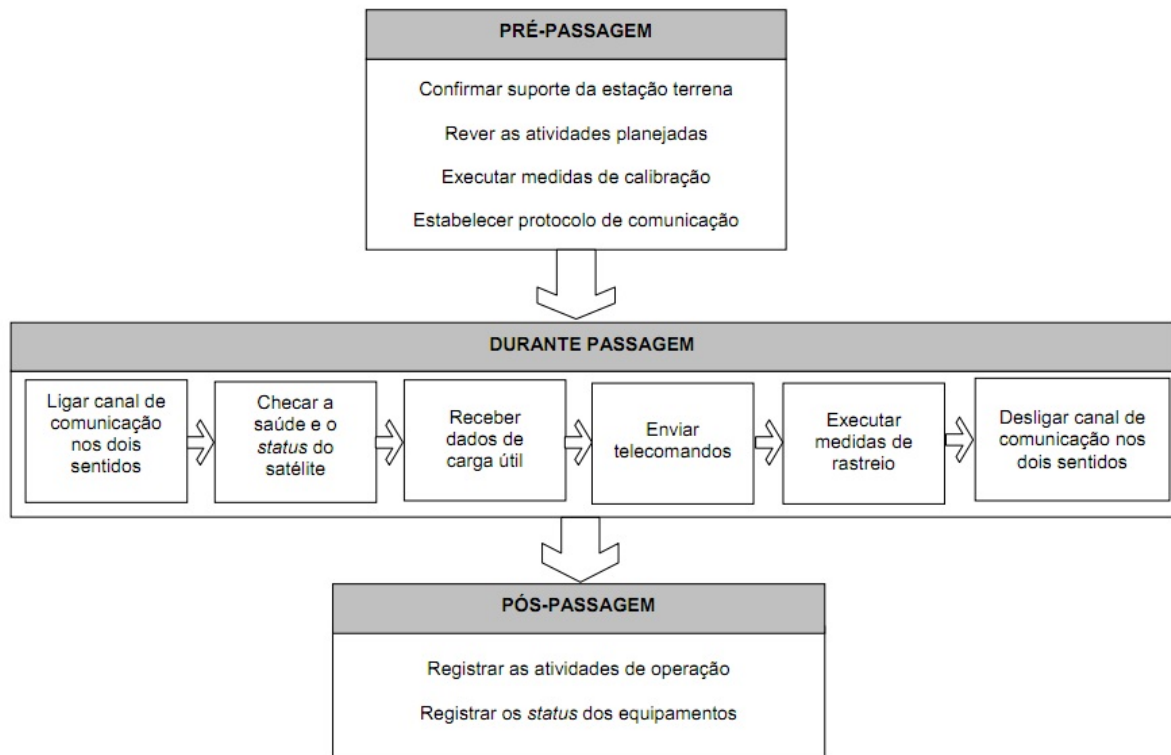 PRÉ-PASSAGEM
Confirmar suporte da estação terrena
Rever as atividades planejadas
Executar medidas de calibração
Estabelecer protocolo de comunicação
DURANTE PASSAGEM
Ligar canal de
comunicação
nos dois
sentidos
Checar a
saúde e o
status do
satélite
Receber
dados de
carga útil
Enviar
telecomandos
Executar
medidas de
rastreio
Desligar canal de
comunicação nos
dois sentidos
PÓS-PASSAGEM
Registrar as atividades de operação
Registrar os status dos equipamentos